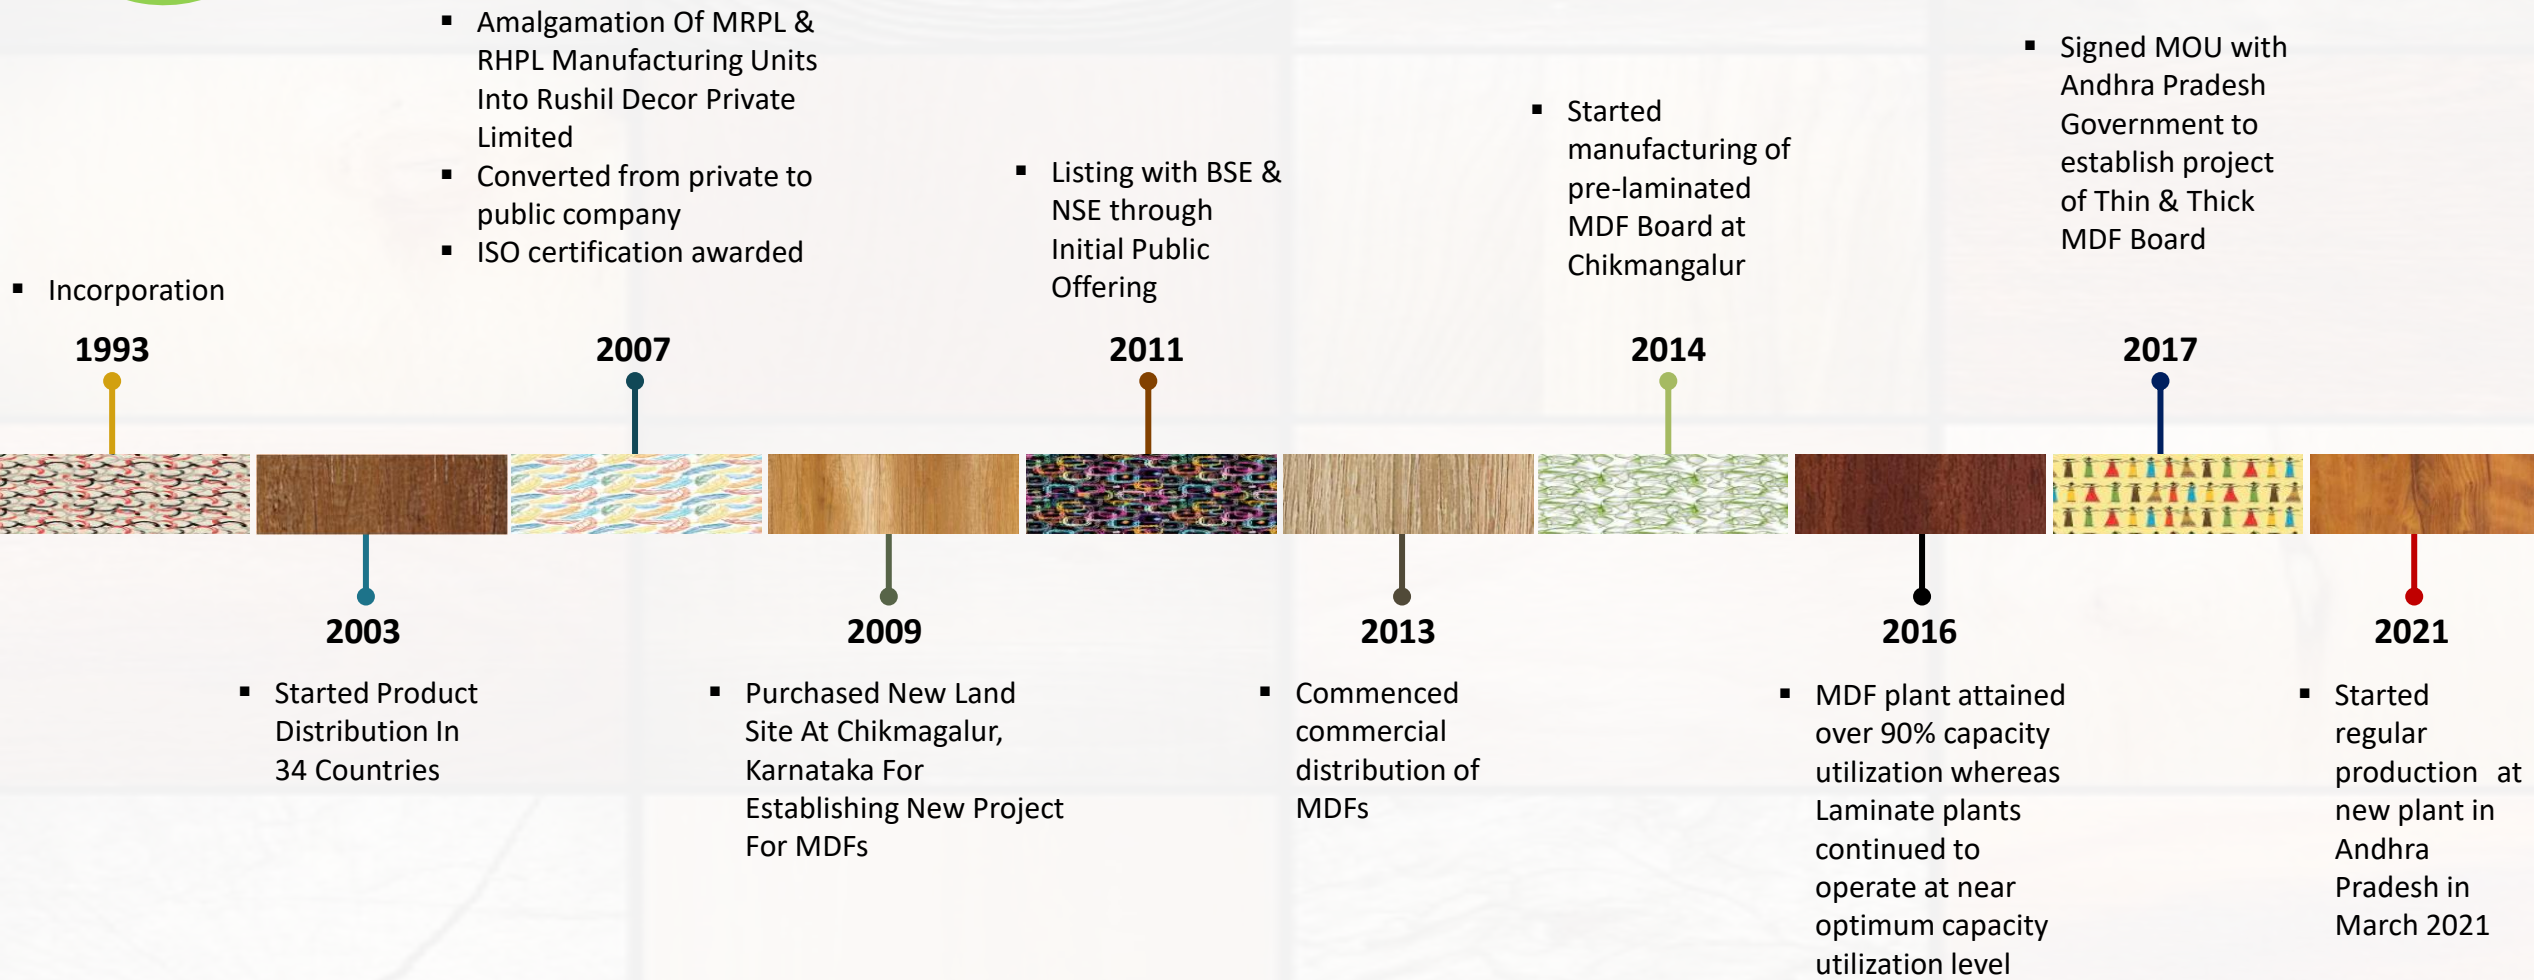 ▪ Incorporation
1993
▪ Started Product
Distribution In
34 Countries
2003
▪ Amalgamation Of MRPL &
RHPL Manufacturing Units
Into Rushil Decor Private
Limited
▪ Converted from private to
public company
▪ ISO certification awarded
2007
2009
▪ Purchased New Land
Site At Chikmagalur,
Karnataka For
Establishing New Project
For MDFs
▪ Listing with BSE &
NSE through
Initial Public
Offering
2011
2013
▪ Commenced
commercial
distribution of
MDFs
▪ Started
manufacturing of
pre-laminated
MDF Board at
Chikmangalur
2014
2016
▪ MDF plant attained
over 90% capacity
utilization whereas
Laminate plants
continued to
operate at near
optimum capacity
utilization level
▪ Signed MOU with
Andhra Pradesh
Government to
establish project
of Thin & Thick
MDF Board
2017
2021
▪ Started
regular
production at
new plant in
Andhra
Pradesh in
March 2021